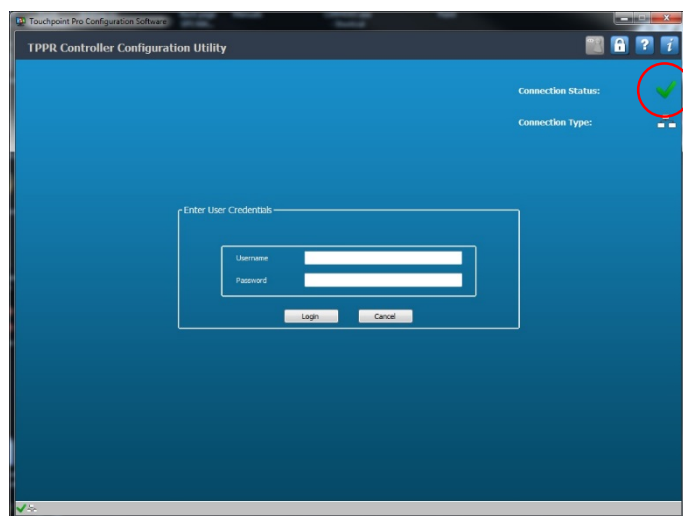 Touchpoint Pro Configuration Software
TPPR Controller Configuration Utility
Connection Status:
Connection Type:
Enter User Credentials
Username
Password
Login Cancel